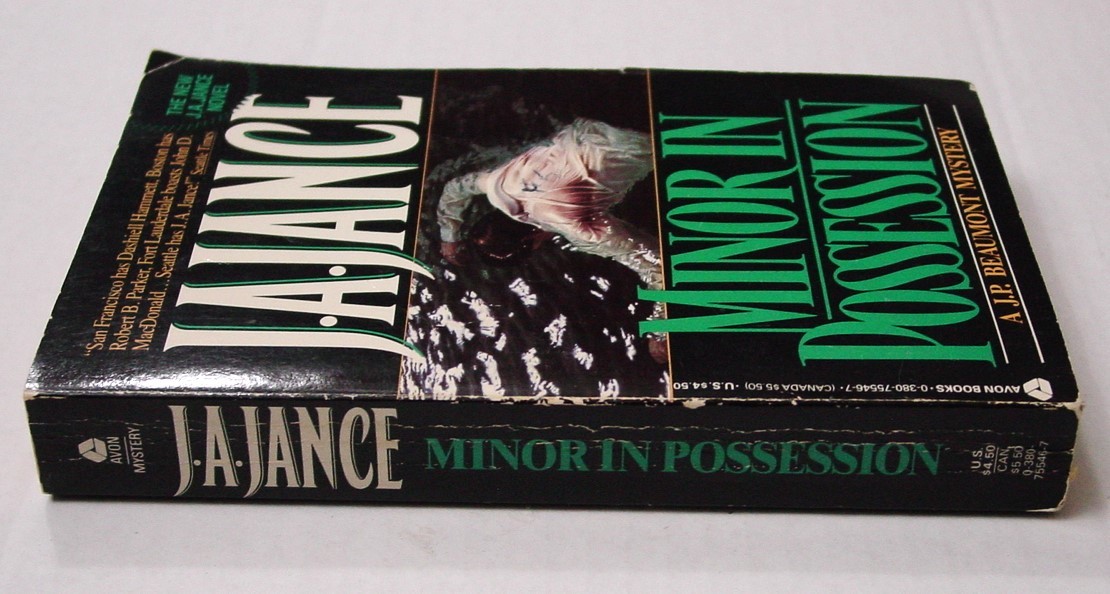 THE NEW
J.A. JANCE
NOVEL
"San Francisco has Dashiell Hammett, Boston has
Robert B. Parker, Fort Lauderdale boasts John D.
MacDonald...Seattle has J.A. Jance!" Seattle Times
J.A. JANCE
MINOR IN
POSSESSION
A J.P. BEAUMONT MYSTERY
AVON BOOKS • 0-380-75546-7 • (CANADA $5.50) • U.S. $4.50
AVON
MYSTERY
J.A. JANCE
MINOR IN POSSESSION
U.S.
$4.50
CAN.
$5.50
0-380-
75546-7